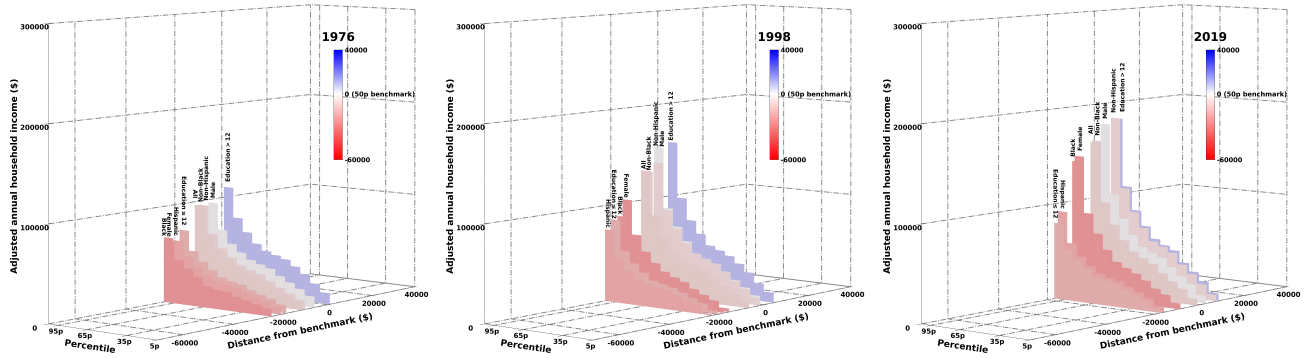 1976
Adjusted annual household income ($)
300000
200000
100000
0
40000
0 (50p benchmark)
-60000
Black
Female
Hispanic
Education ≤ 12
All
Non-Black
Non-Hispanic
Male
Education > 12
95p
65p
35p
5p
Percentile
-60000
-40000
-20000
0
20000
40000
Distance from benchmark ($)
1998
Adjusted annual household income ($)
300000
200000
100000
0
40000
0 (50p benchmark)
-60000
Hispanic
Education ≤ 12
Black
Female
All
Non-Black
Non-Hispanic
Male
Education > 12
95p
65p
35p
5p
Percentile
-60000
-40000
-20000
0
20000
40000
Distance from benchmark ($)
2019
Adjusted annual household income ($)
300000
200000
100000
0
40000
0 (50p benchmark)
-60000
Education ≤ 12
Hispanic
Black
Female
All
Non-Black
Male
Non-Hispanic
Education > 12
95p
65p
35p
5p
Percentile
-60000
-40000
-20000
0
20000
40000
Distance from benchmark ($)